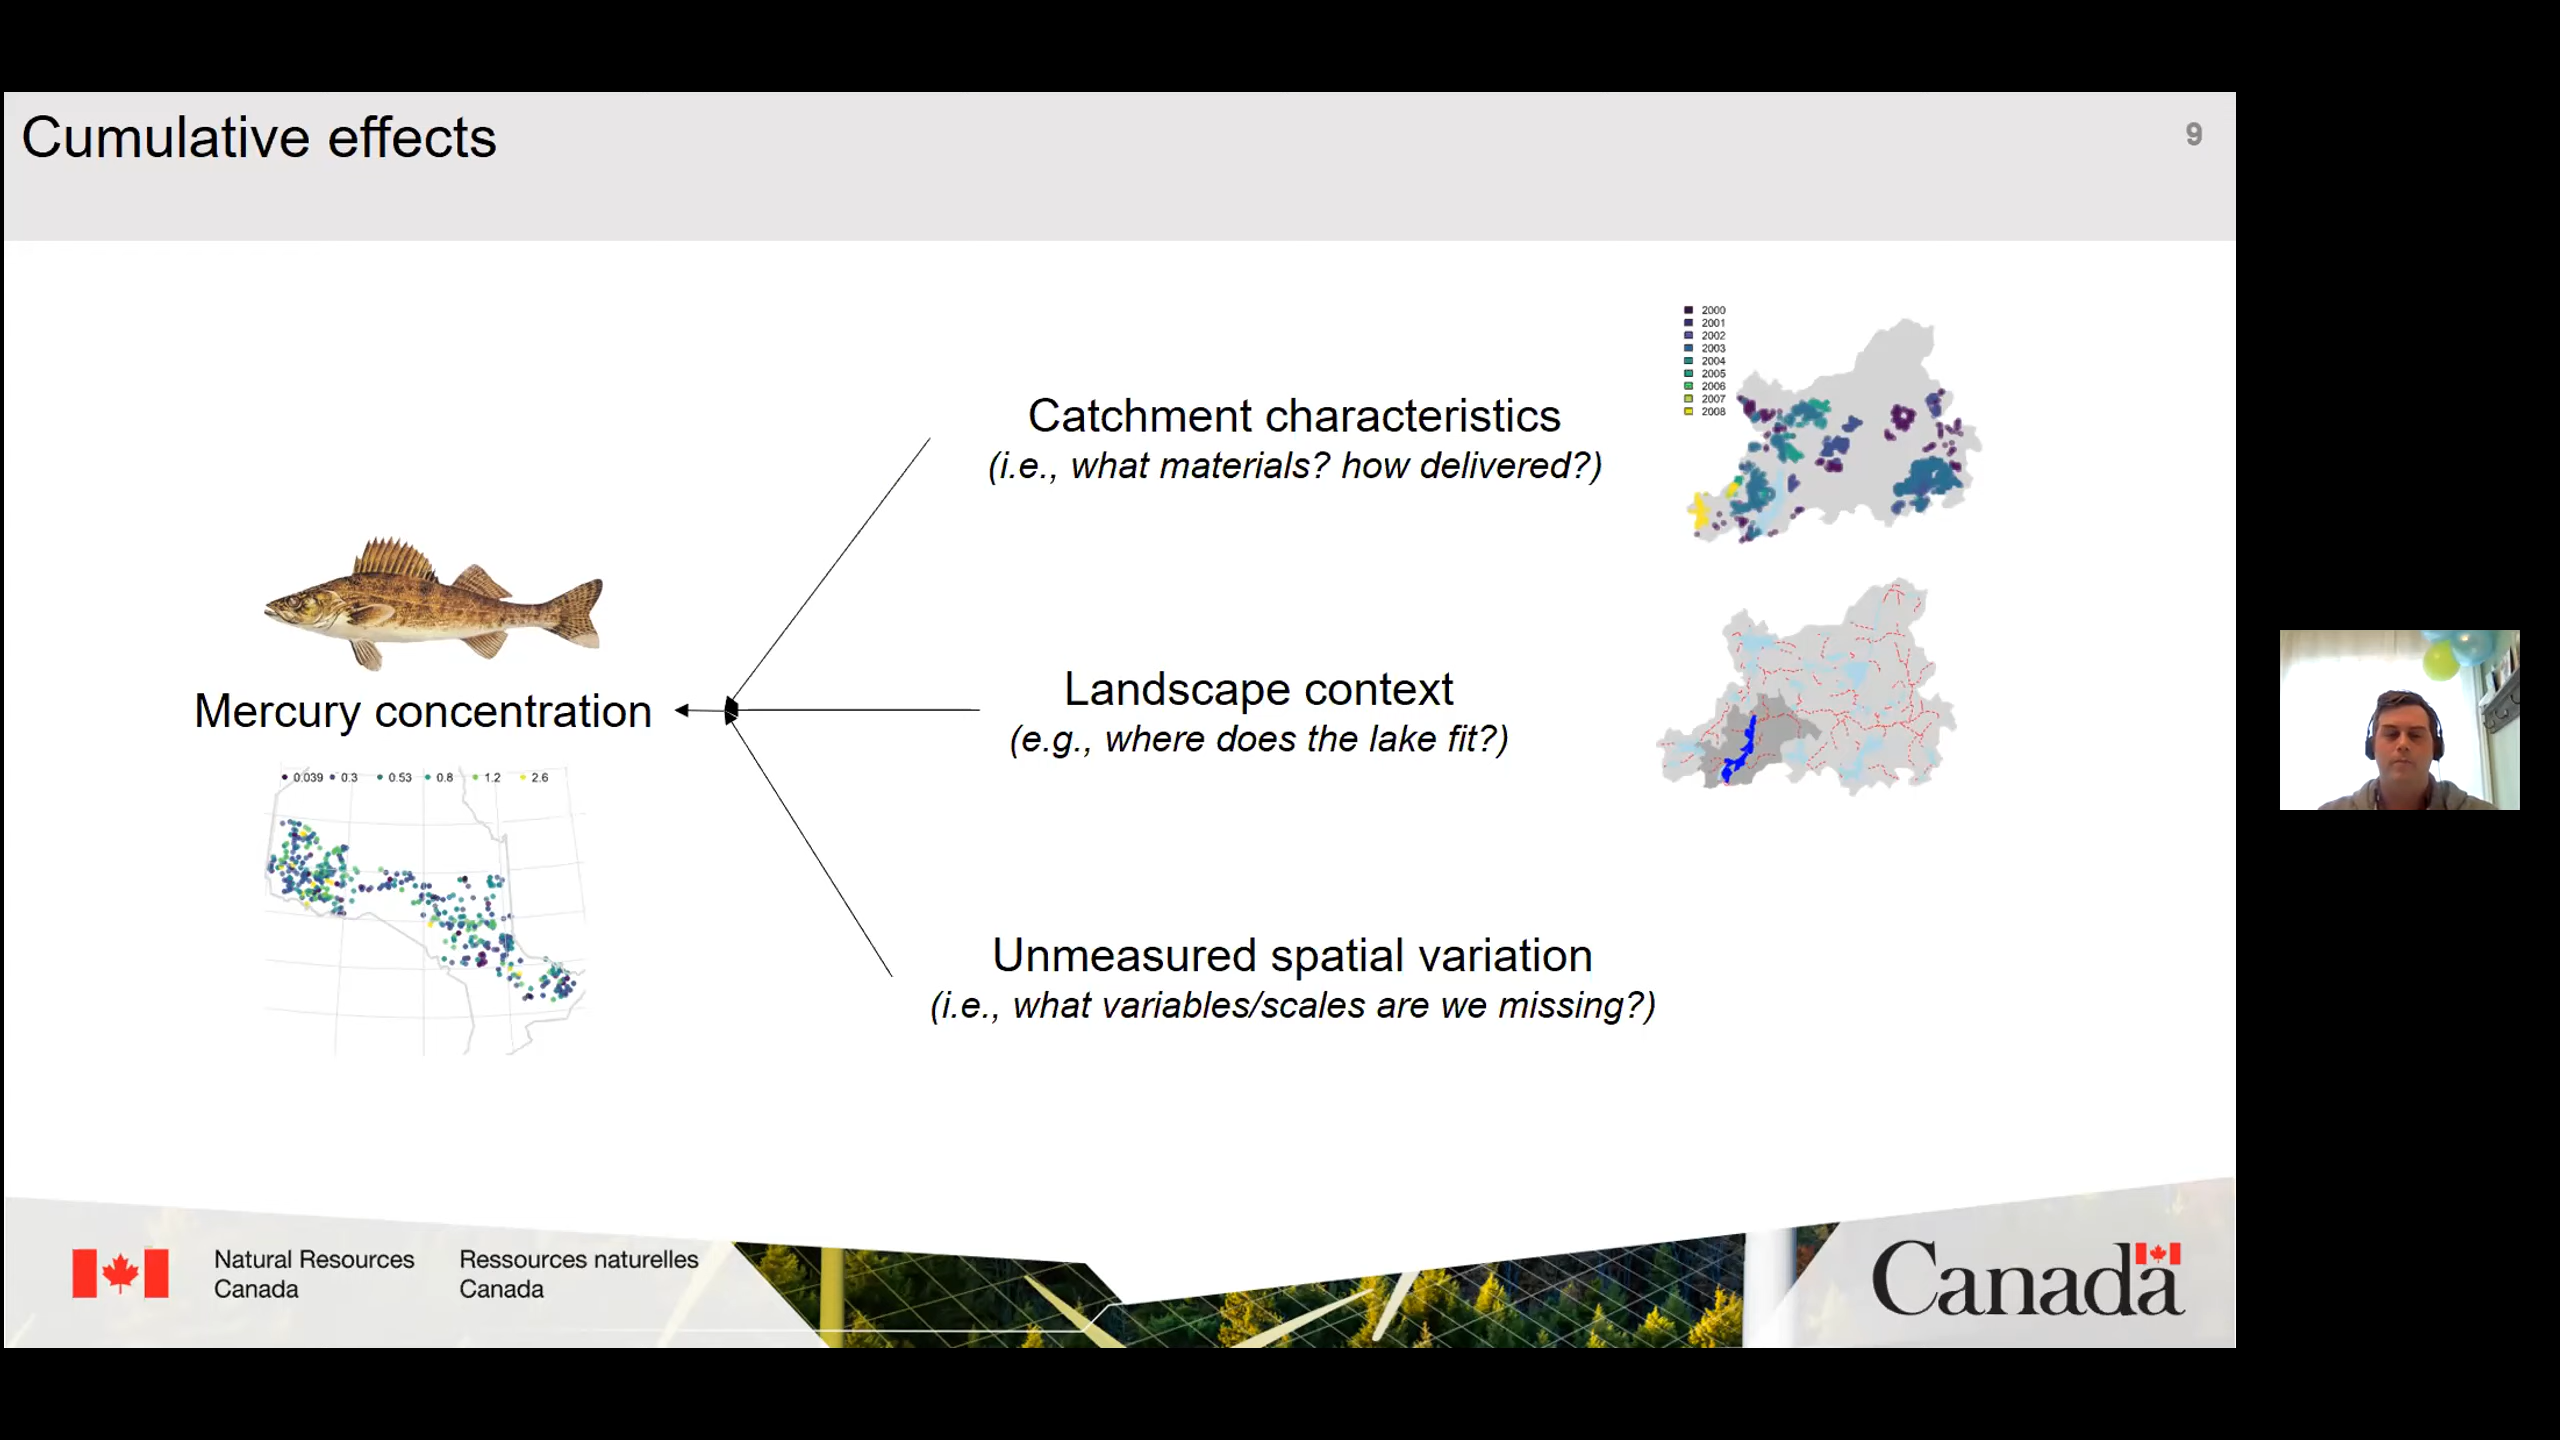 Cumulative effects
9
2000
2001
2002
2003
2004
2005
2006
2007
2008
Catchment characteristics
(i.e., what materials? how delivered?)
Mercury concentration
Landscape context
(e.g., where does the lake fit?)
0.039 0.3 0.53 0.8 1.2 2.6
Unmeasured spatial variation
(i.e., what variables/scales are we missing?)
Natural Resources
Canada
Ressources naturelles
Canada
Canada